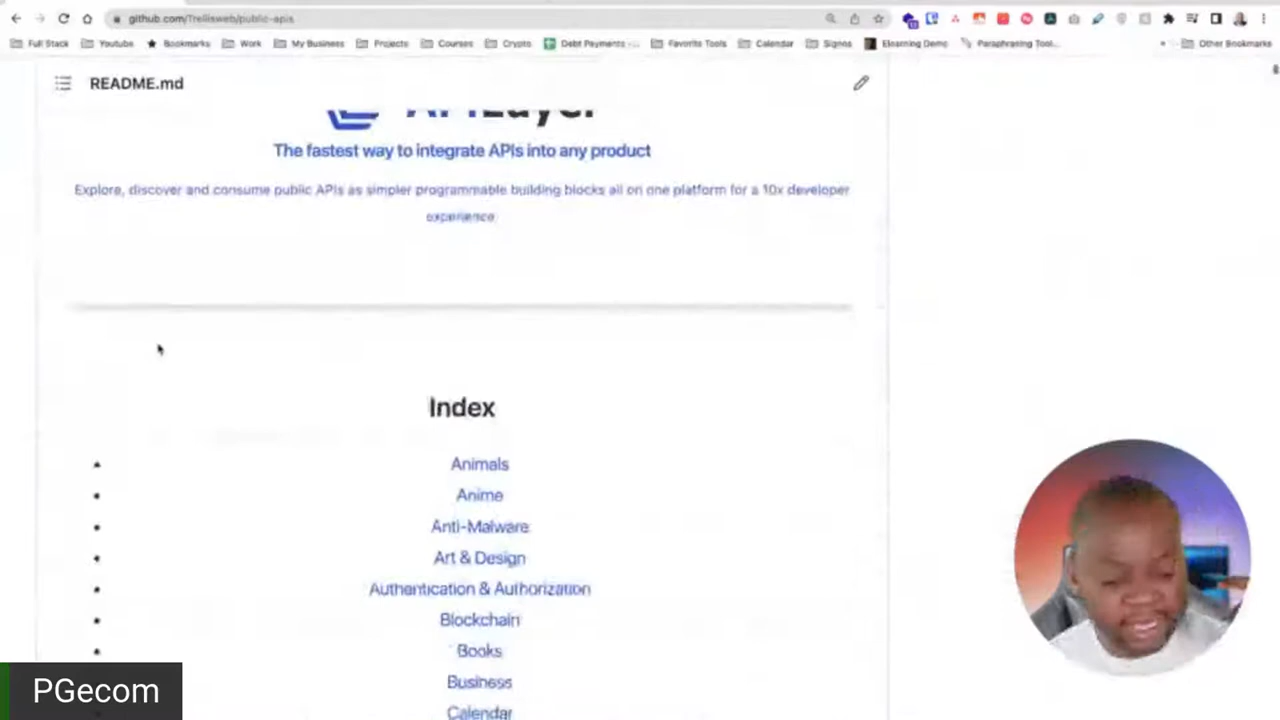 github.com/Trellisweb/public-apis
Full Stack Youtube Bookmarks Work My Business Projects Courses Crypto Debt Payments -... Favorite Tools Calendar Signos Elearning Demo Paraphrasing Tool... » Other Bookmarks
README.md
APILayer
The fastest way to integrate APIs into any product
Explore, discover and consume public APIs as simpler programmable building blocks all on one platform for a 10x developer
experience
Index
Animals
Anime
Anti-Malware
Art & Design
Authentication & Authorization
Blockchain
Books
Business
Calendar
PGecom